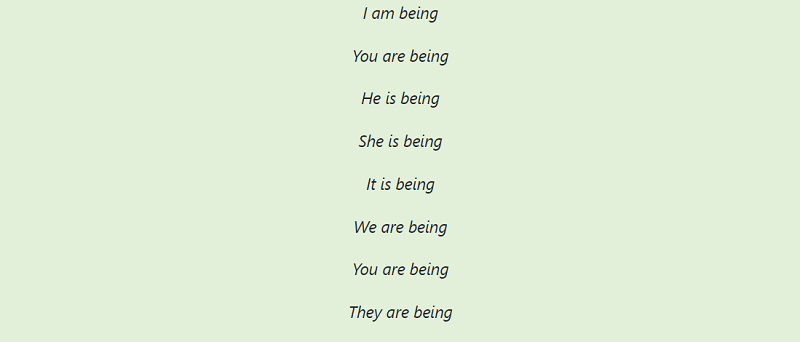 I am being
You are being
He is being
She is being
It is being
We are being
You are being
They are being